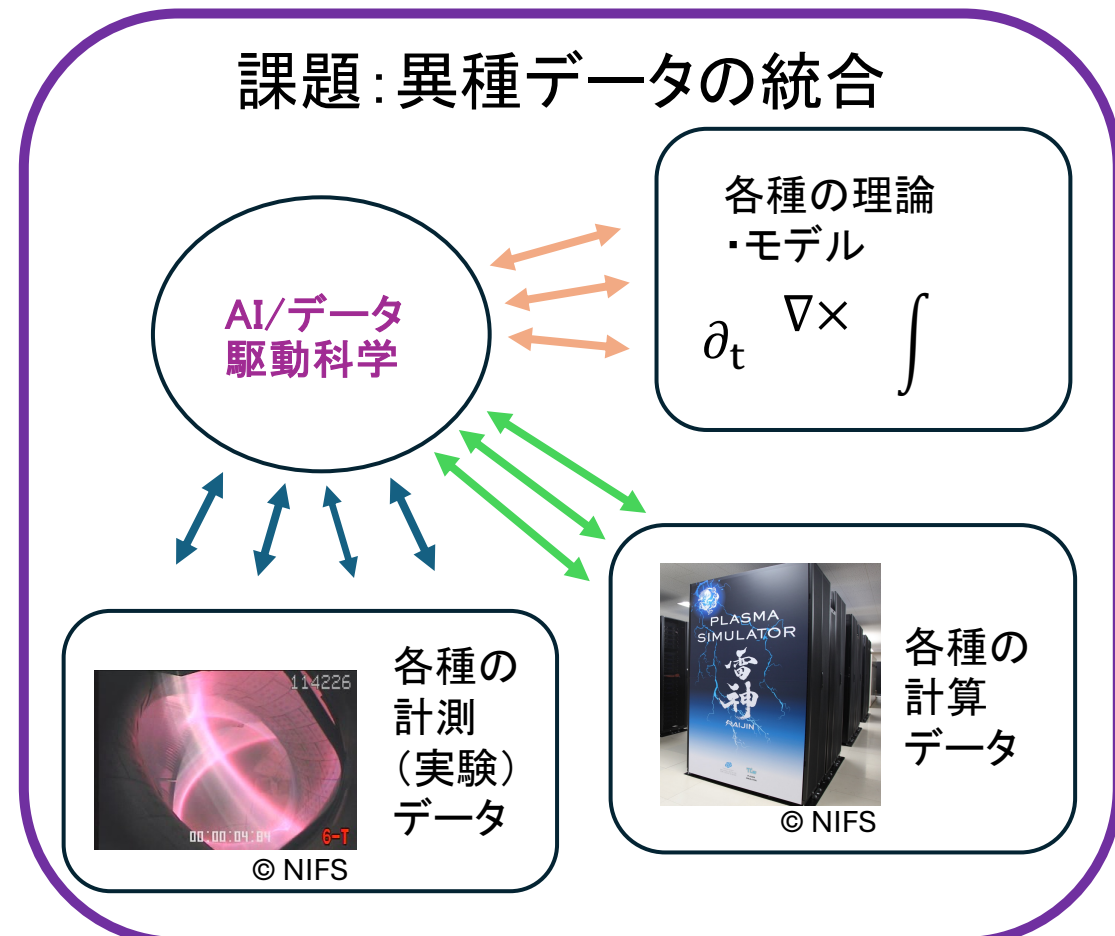 課題：異種データの統合
各種の理論
・モデル
∂t ∇× ∫
AI/データ
駆動科学
PLASMA
SIMULATOR
雷神
RAIJIN
© NIFS
各種の
計算
データ
114226
00:00:04:84
6-T
© NIFS
各種の
計測
（実験）
データ